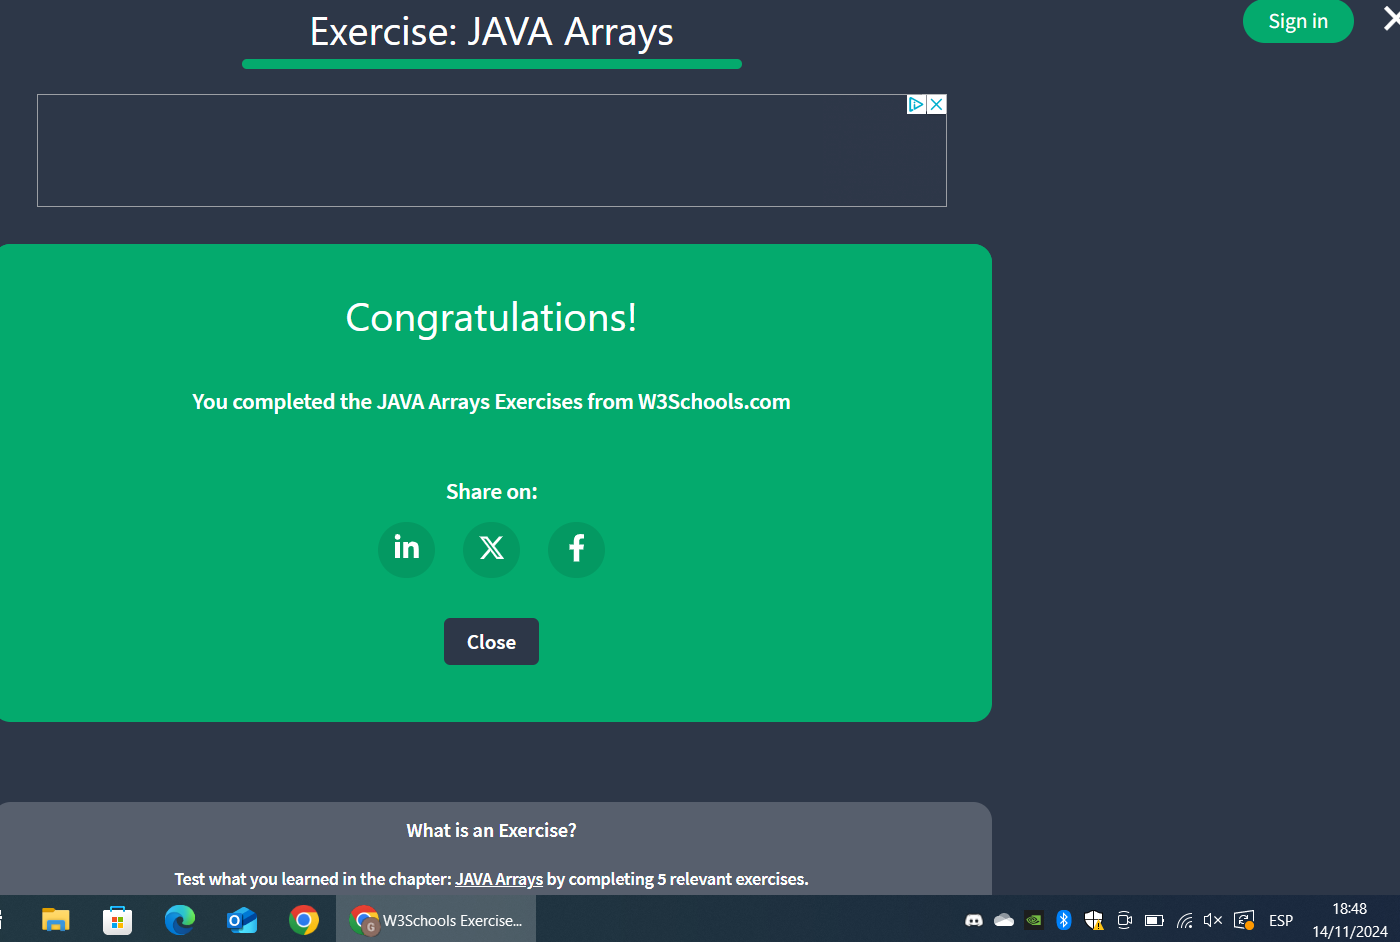 Exercise: JAVA Arrays
Sign in
Congratulations!
You completed the JAVA Arrays Exercises from W3Schools.com
Share on:
in X f
Close
What is an Exercise?
Test what you learned in the chapter: JAVA Arrays by completing 5 relevant exercises.
G W3Schools Exercise...
ESP
18:48
14/11/2024